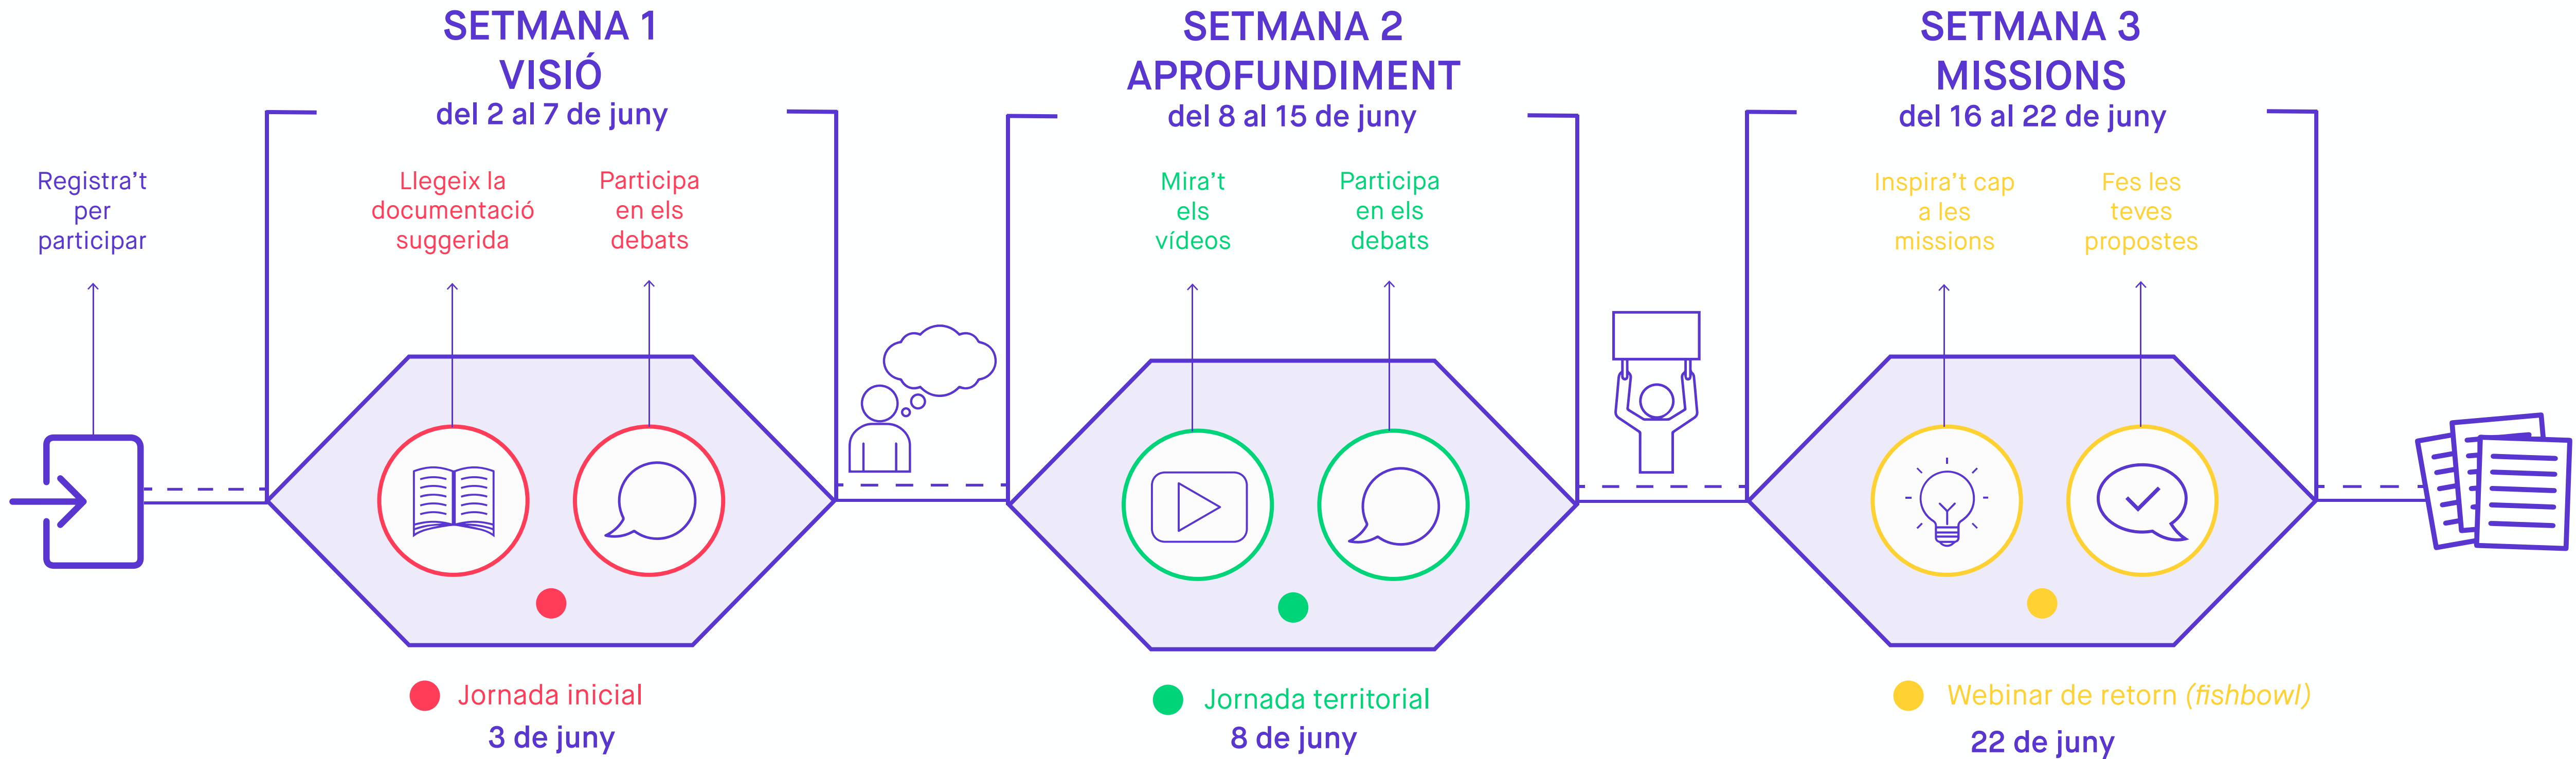 Registra't
per
participar
SETMANA 1
VISIÓ
del 2 al 7 de juny
Llegeix la
documentació
suggerida
Participa
en els
debats
Jornada inicial
3 de juny
SETMANA 2
APROFUNDIMENT
del 8 al 15 de juny
Mira't
els
vídeos
Participa
en els
debats
Jornada territorial
8 de juny
SETMANA 3
MISSIONS
del 16 al 22 de juny
Inspira't cap
a les
missions
Fes les
teves
propostes
Webinar de retorn (fishbowl)
22 de juny